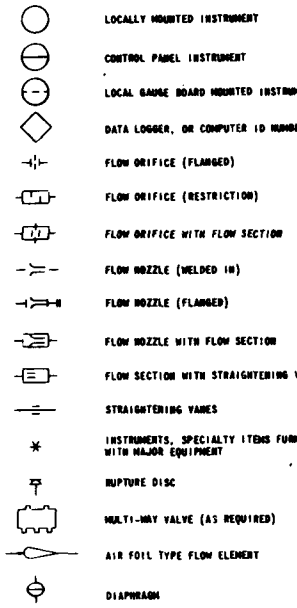 LOCALLY MOUNTED INSTRUMENT
CONTROL PANEL INSTRUMENT
LOCAL GAUGE BOARD MOUNTED INSTRUM
DATA LOGGER, OR COMPUTER ID NUMBE
FLOW ORIFICE (FLANGED)
FLOW ORIFICE (RESTRICTION)
FLOW ORIFICE WITH FLOW SECTION
FLOW NOZZLE (WELDED IN)
FLOW NOZZLE (FLANGED)
FLOW NOZZLE WITH FLOW SECTION
FLOW SECTION WITH STRAIGHTENING V
STRAIGHTENING VANES
INSTRUMENTS, SPECIALTY ITEMS FURN
WITH MAJOR EQUIPMENT
RUPTURE DISC
MULTI-WAY VALVE (AS REQUIRED)
AIR FOIL TYPE FLOW ELEMENT
DIAPHRAGM